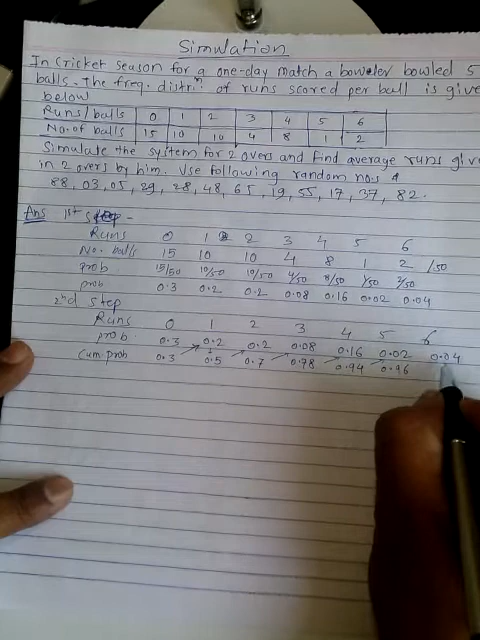 Simulation
In Cricket season for a one-day match a boweler bowled 5
balls. The freq. distriⁿ of runs scored per ball is give
below
Runs/balls 0 1 2 3 4 5 6
No. of balls 15 10 10 4 8 1 2
Simulate the system for 2 overs and find average runs giv
in 2 overs by him. Use following random nos.
88, 03, 05, 29, 28, 48, 65, 19, 55, 17, 37, 82.
Ans 1st step -
Runs 0 1 2 3 4 5 6
No. balls 15 10 10 4 8 1 2 /50
prob 15/50 10/50 10/50 4/50 8/50 1/50 2/50
prob 0.3 0.2 0.2 0.08 0.16 0.02 0.04
2nd step
Runs 0 1 2 3 4 5 6
prob. 0.3 0.2 0.2 0.08 0.16 0.02 0.04
Cum. prob 0.3 0.5 0.7 0.78 0.94 0.96